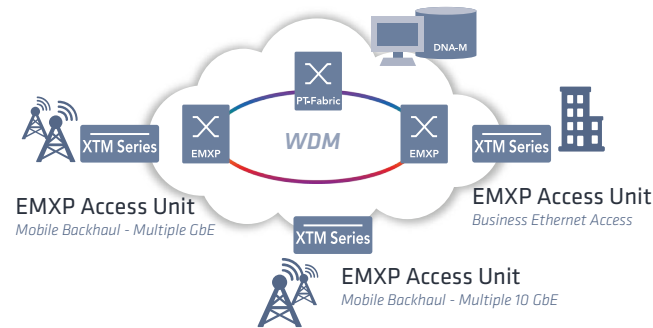 DNA-M
PT-Fabric
XTM Series
EMXP
WDM
EMXP
XTM Series
EMXP Access Unit
Mobile Backhaul - Multiple GbE
EMXP Access Unit
Business Ethernet Access
XTM Series
EMXP Access Unit
Mobile Backhaul - Multiple 10 GbE